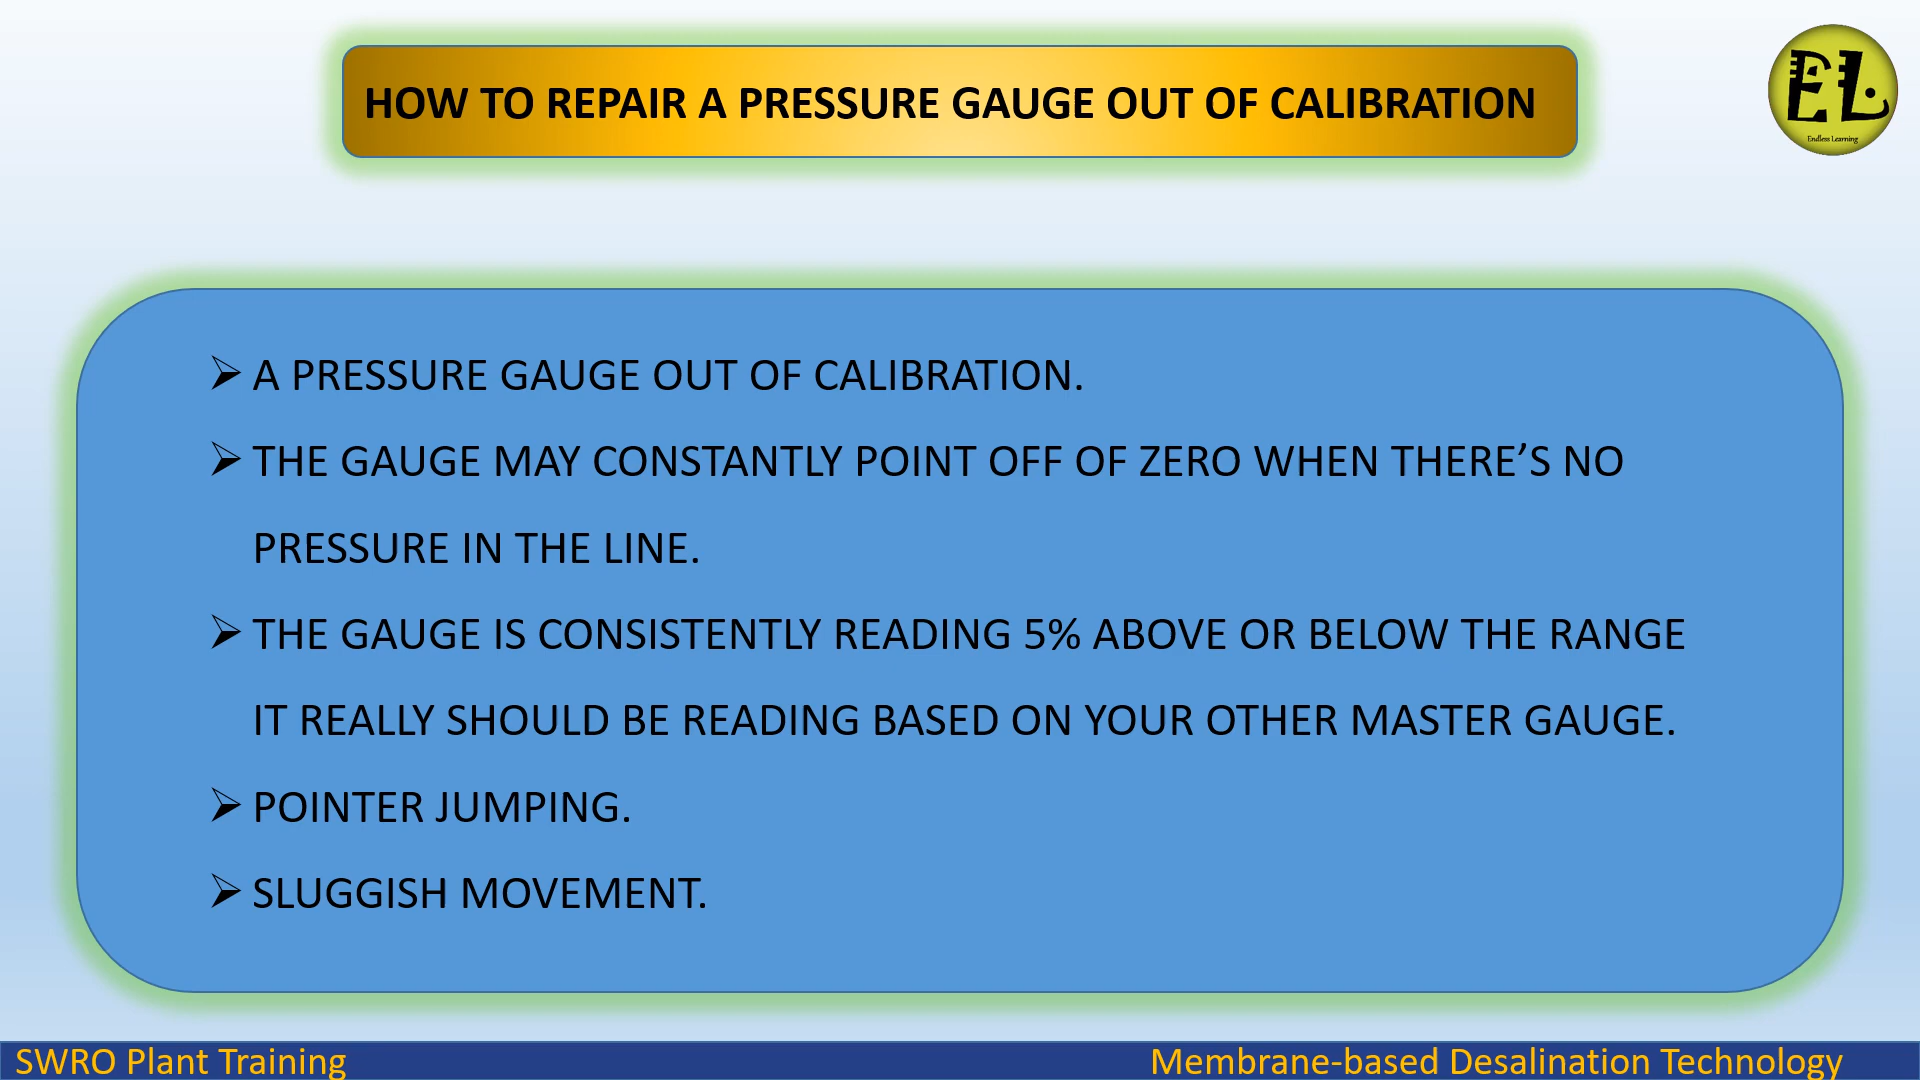 HOW TO REPAIR A PRESSURE GAUGE OUT OF CALIBRATION
EL
Endless Learning
➢ A PRESSURE GAUGE OUT OF CALIBRATION.
➢ THE GAUGE MAY CONSTANTLY POINT OFF OF ZERO WHEN THERE’S NO
PRESSURE IN THE LINE.
➢ THE GAUGE IS CONSISTENTLY READING 5% ABOVE OR BELOW THE RANGE
IT REALLY SHOULD BE READING BASED ON YOUR OTHER MASTER GAUGE.
➢ POINTER JUMPING.
➢ SLUGGISH MOVEMENT.
SWRO Plant Training
Membrane-based Desalination Technology